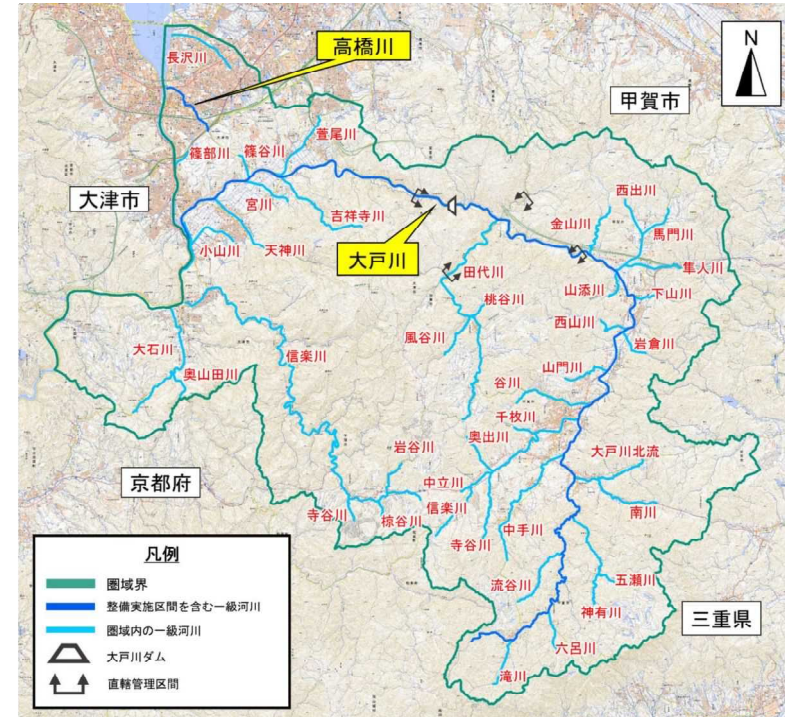 長沢川
高橋川
N
甲賀市
篠部川
篠谷川
萱尾川
大津市
宮川
吉祥寺川
西出川
金山川
馬門川
小山川
天神川
大戸川
田代川
隼人川
山添川
下山川
桃谷川
西山川
大石川
信楽川
風谷川
岩倉川
奥山田川
山門川
谷川
千枚川
奥出川
大戸川北流
岩谷川
京都府
中立川
信楽川
南川
寺谷川
椋谷川
中手川
寺谷川
凡例
圏域界
整備実施区間を含む一級河川
圏域内の一級河川
大戸川ダム
直轄管理区間
流谷川
五瀬川
神有川
三重県
六呂川
滝川